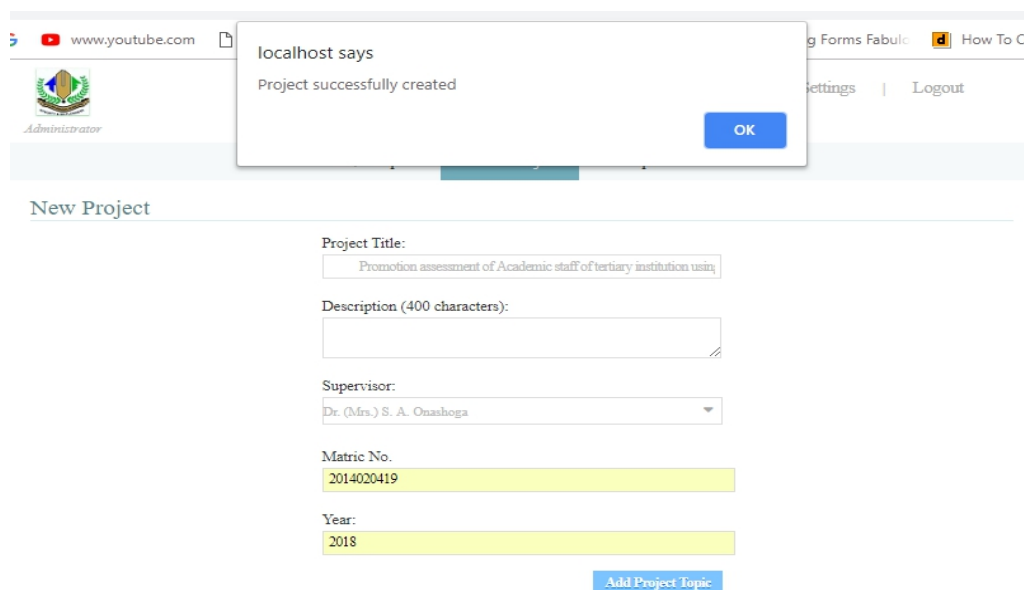 www.youtube.com
g Forms Fabul
d
How To C
localhost says
Project successfully created
OK
Settings | Logout
Administrator
New Project
Project Title:
Promotion assessment of Academic staff of tertiary institution using
Description (400 characters):
Supervisor:
Dr. (Mrs.) S. A. Onashoga
Matric No.
2014020419
Year:
2018
Add Project Topic